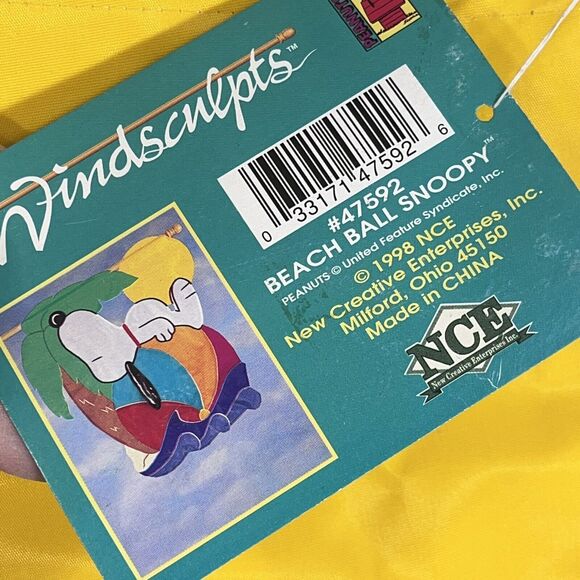 PEANUTS
Windsculpts™
0 33171 47592 6
#47592
BEACH BALL SNOOPY™
PEANUTS © United Feature Syndicate, Inc.
© 1998 NCE
New Creative Enterprises, Inc.
Milford, Ohio 45150
Made in CHINA
NCE
New Creative Enterprises Inc.